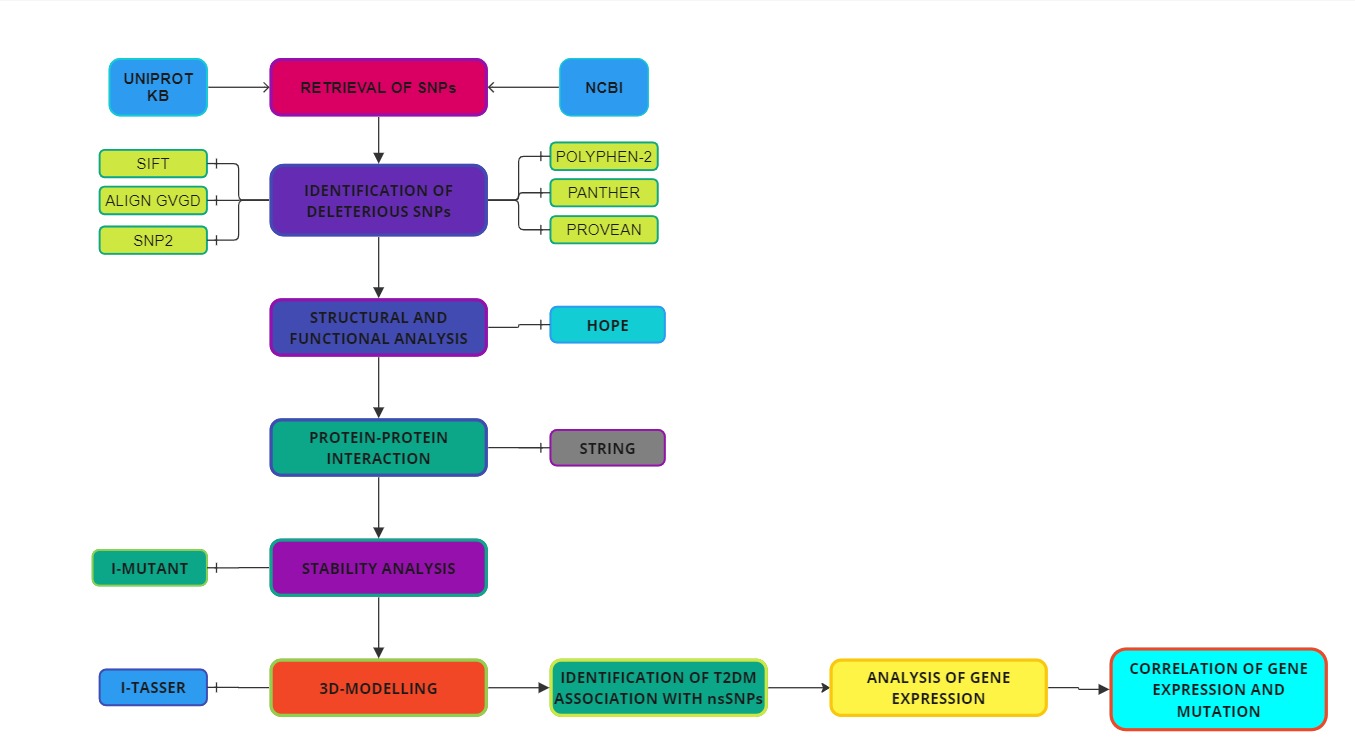 UNIPROT
KB
RETRIEVAL OF SNPs
NCBI
SIFT
ALIGN GVGD
SNP2
IDENTIFICATION OF
DELETERIOUS SNPs
POLYPHEN-2
PANTHER
PROVEAN
STRUCTURAL AND
FUNCTIONAL ANALYSIS
HOPE
PROTEIN-PROTEIN
INTERACTION
STRING
I-MUTANT
STABILITY ANALYSIS
I-TASSER
3D-MODELLING
IDENTIFICATION OF T2DM
ASSOCIATION WITH nsSNPs
ANALYSIS OF GENE
EXPRESSION
CORRELATION OF GENE
EXPRESSION AND
MUTATION